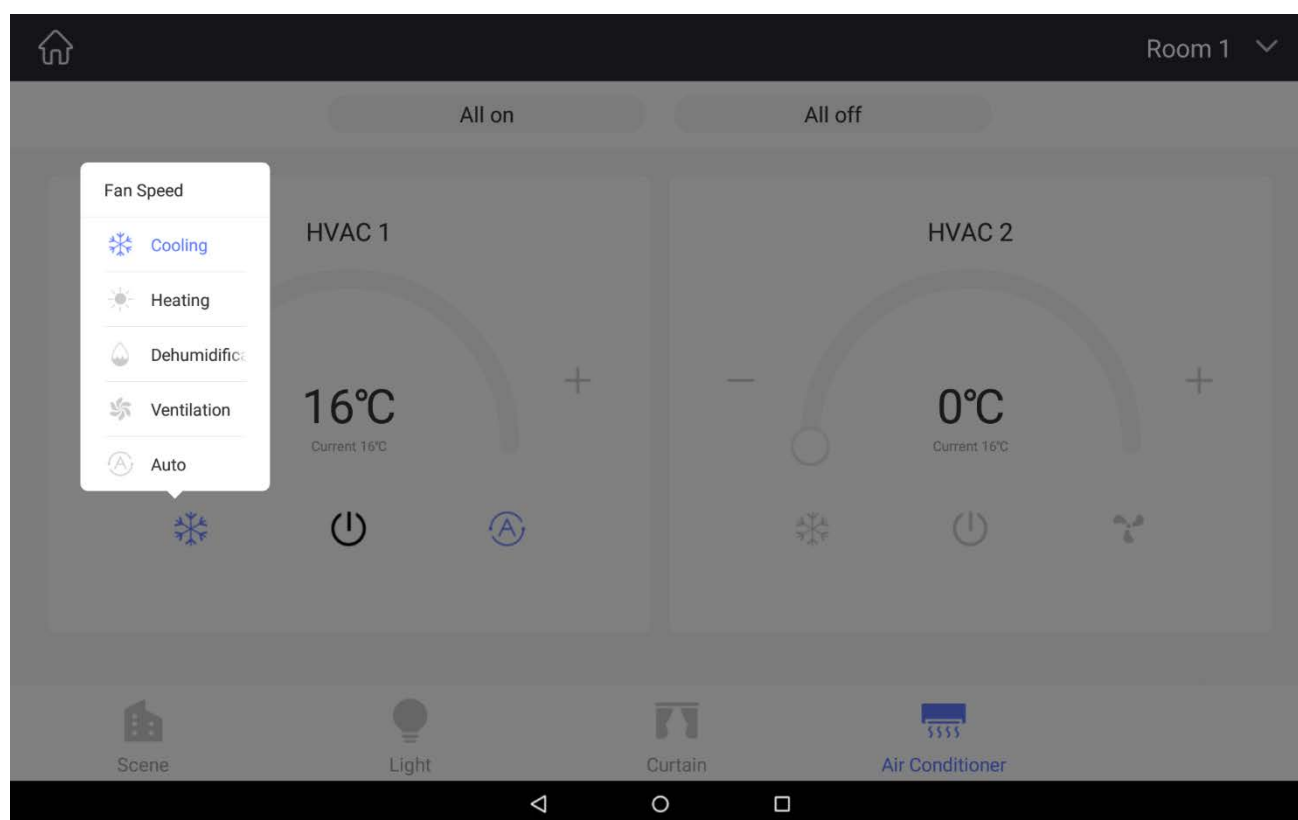 Room 1
All on All off
Fan Speed
Cooling
Heating
Dehumidific
Ventilation
Auto
HVAC 1
16°C
Current 16°C
HVAC 2
0°C
Current 16°C
Scene Light Curtain Air Conditioner